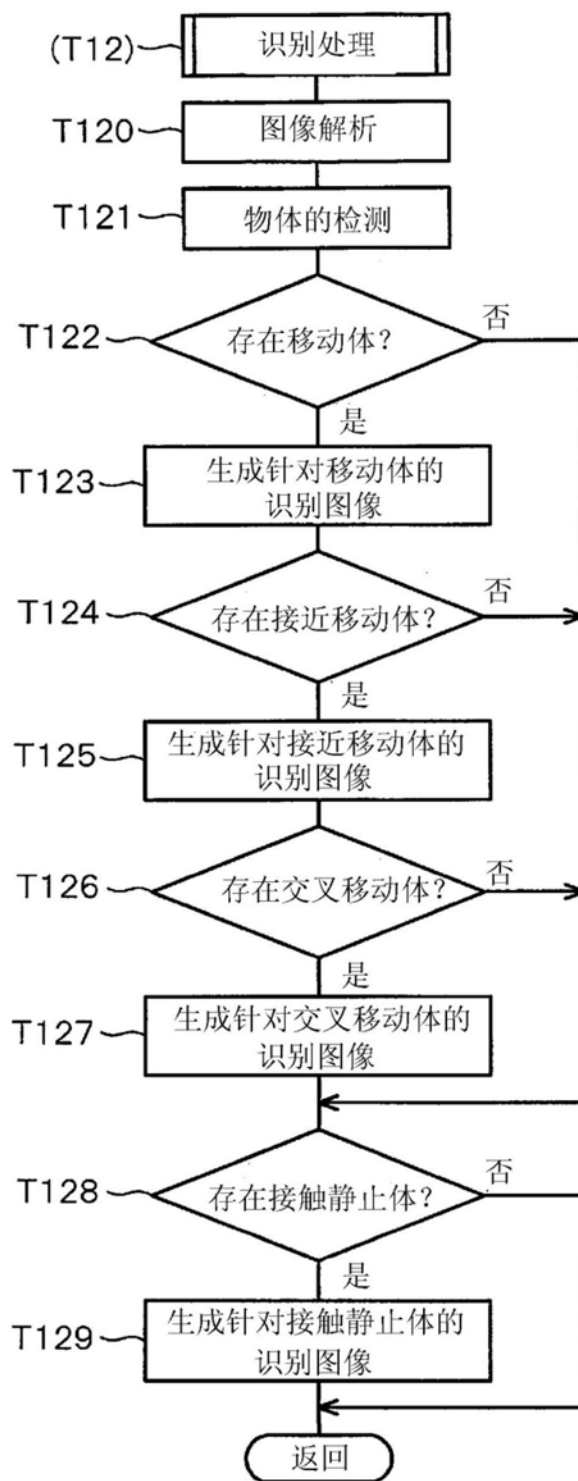 (T12)
识别处理
T120
图像解析
T121
物体的检测
T122
存在移动体?
否
是
T123
生成针对移动体的
识别图像
T124
存在接近移动体?
否
是
T125
生成针对接近移动体的
识别图像
T126
存在交叉移动体?
否
是
T127
生成针对交叉移动体的
识别图像
T128
存在接触静止体?
否
是
T129
生成针对接触静止体的
识别图像
返回